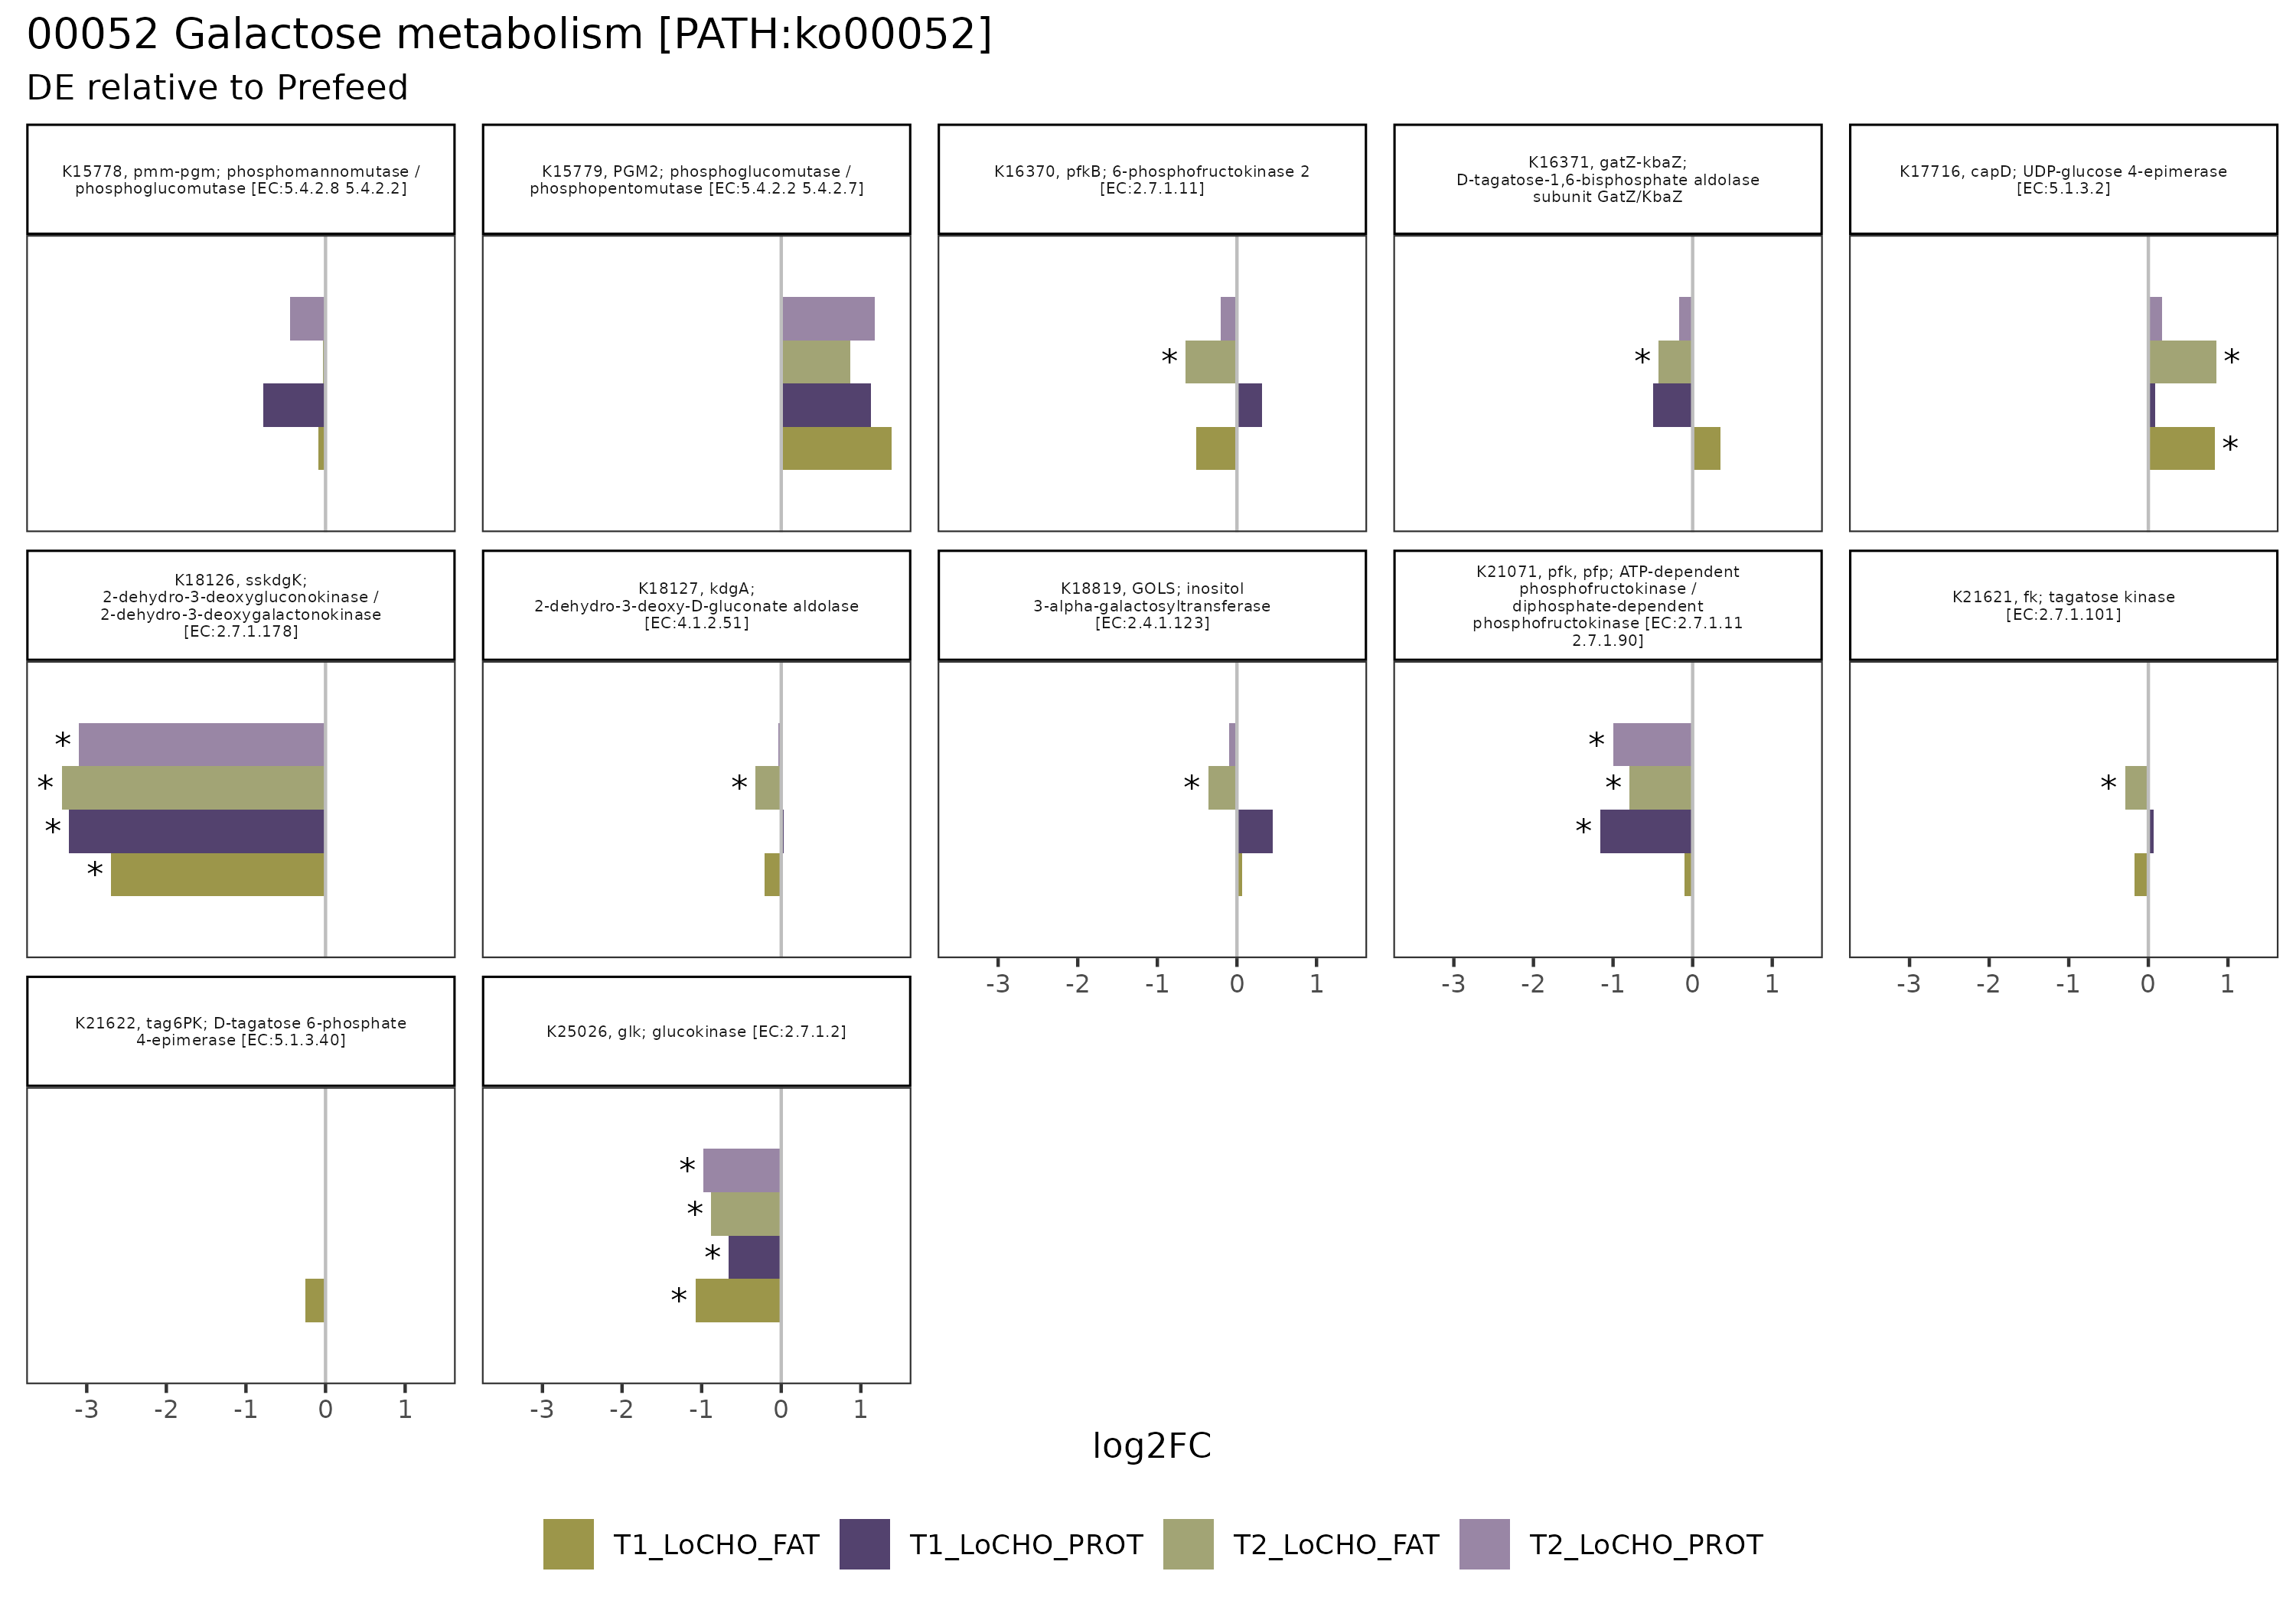 00052 Galactose metabolism [PATH:ko00052]
DE relative to Prefeed
K15778, pmm-pgm; phosphomannomutase /
phosphoglucomutase [EC:5.4.2.8 5.4.2.2]
K15779, PGM2; phosphoglucomutase /
phosphopentomutase [EC:5.4.2.2 5.4.2.7]
K16370, pfkB; 6-phosphofructokinase 2
[EC:2.7.1.11]
K16371, gatZ-kbaZ;
D-tagatose-1,6-bisphosphate aldolase
subunit GatZ/KbaZ
K17716, capD; UDP-glucose 4-epimerase
[EC:5.1.3.2]
*
*
*
*
K18126, sskdgK;
2-dehydro-3-deoxygluconokinase /
2-dehydro-3-deoxygalactonokinase
[EC:2.7.1.178]
K18127, kdgA;
2-dehydro-3-deoxy-D-gluconate aldolase
[EC:4.1.2.51]
K18819, GOLS; inositol
3-alpha-galactosyltransferase
[EC:2.4.1.123]
K21071, pfk, pfp; ATP-dependent
phosphofructokinase /
diphosphate-dependent
phosphofructokinase [EC:2.7.1.11
2.7.1.90]
K21621, fk; tagatose kinase
[EC:2.7.1.101]
*
*
*
*
*
*
*
*
*
*
-3 -2 -1 0 1
-3 -2 -1 0 1
-3 -2 -1 0 1
K21622, tag6PK; D-tagatose 6-phosphate
4-epimerase [EC:5.1.3.40]
K25026, glk; glucokinase [EC:2.7.1.2]
*
*
*
*
-3 -2 -1 0 1
-3 -2 -1 0 1
log2FC
T1_LoCHO_FAT T1_LoCHO_PROT T2_LoCHO_FAT T2_LoCHO_PROT